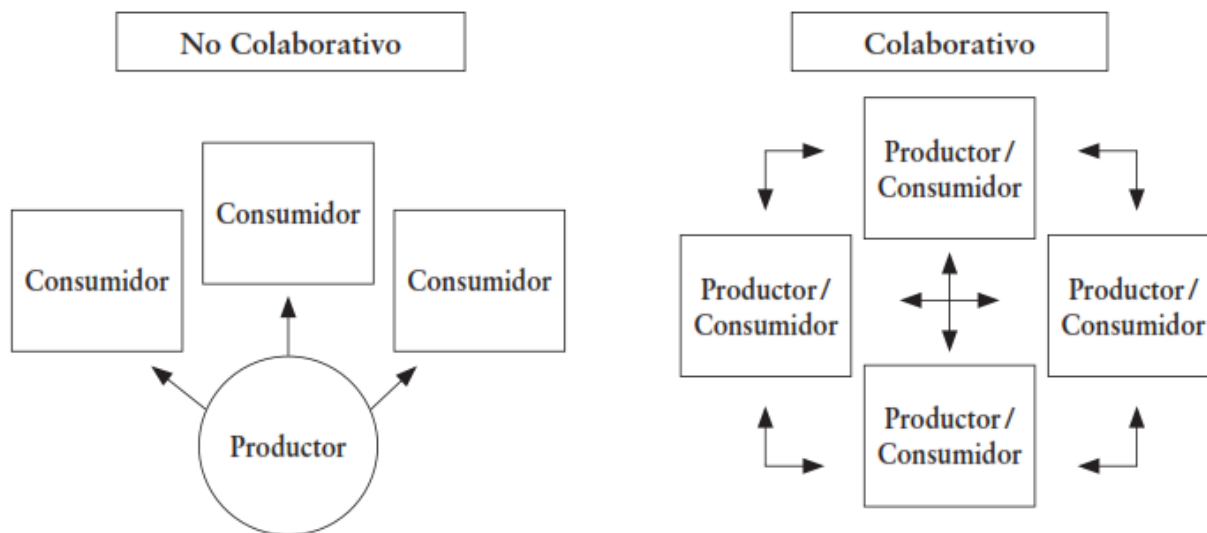 No Colaborativo
Consumidor
Consumidor
Consumidor
Productor
Colaborativo
Productor/
Consumidor
Productor/
Consumidor
Productor/
Consumidor
Productor/
Consumidor